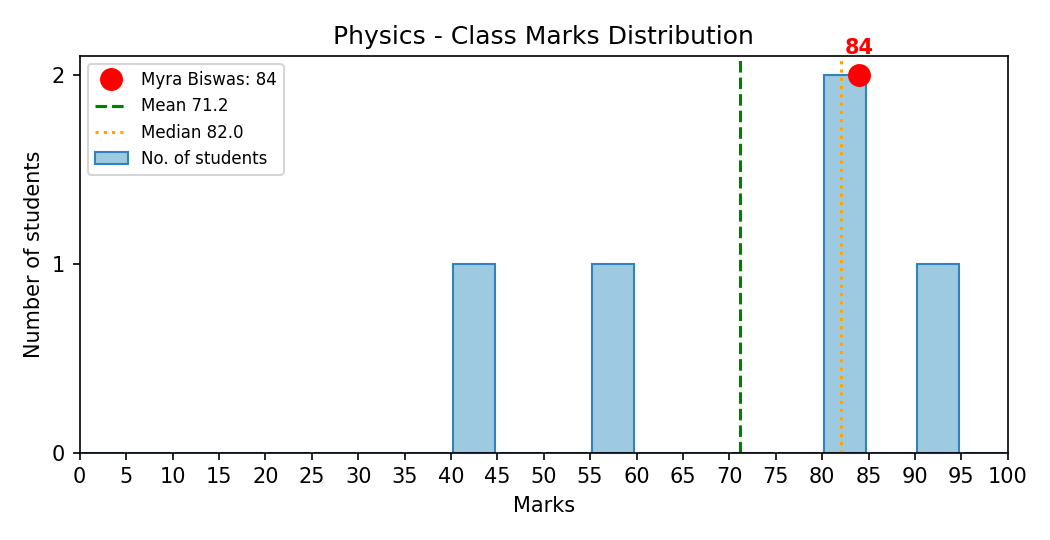 Physics - Class Marks Distribution
84
Myra Biswas: 84
Mean 71.2
Median 82.0
No. of students
Number of students
2
1
0
0 5 10 15 20 25 30 35 40 45 50 55 60 65 70 75 80 85 90 95 100
Marks